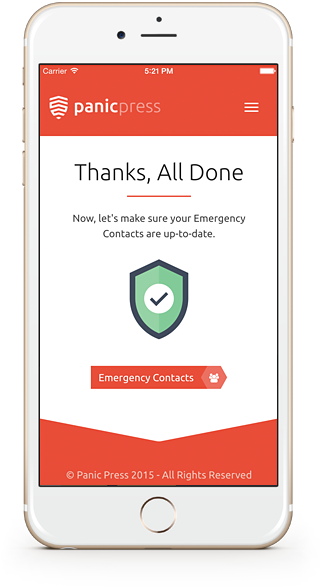 Carrier 5:21 PM
panicpress
Thanks, All Done
Now, let's make sure your Emergency
Contacts are up-to-date.
Emergency Contacts
© Panic Press 2015 - All Rights Reserved